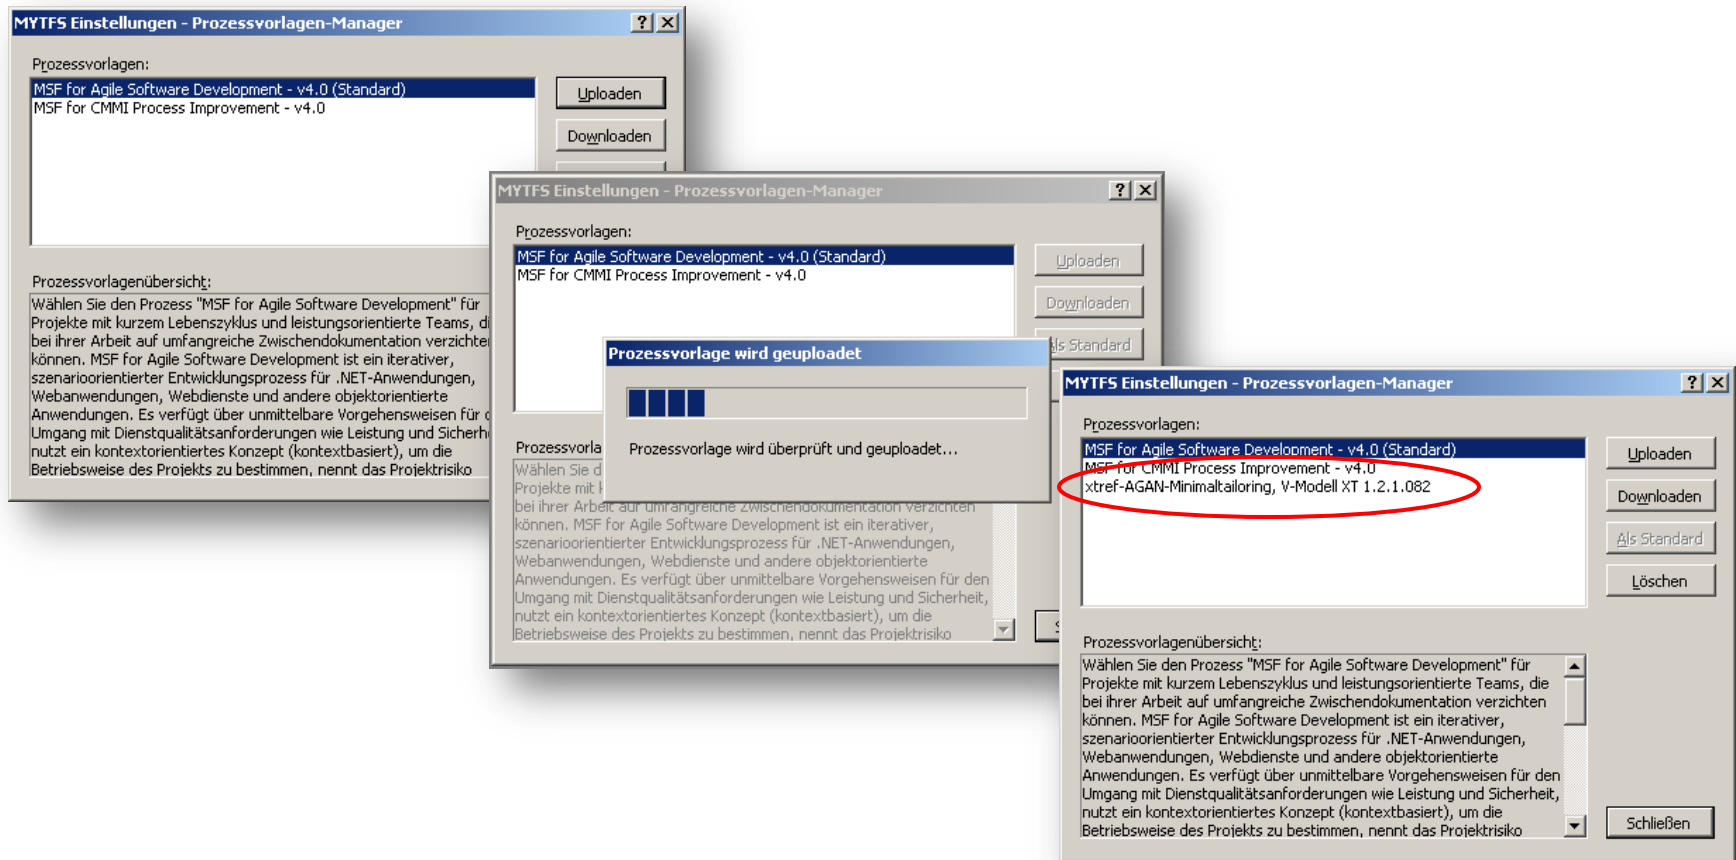 MYTFS Einstellungen - Prozessvorlagen-Manager
Prozessvorlagen:
MSF for Agile Software Development - v4.0 (Standard)
MSF for CMMI Process Improvement - v4.0
Uploaden
Downloaden
Prozessvorlagenübersicht:
Wählen Sie den Prozess "MSF for Agile Software Development" für
Projekte mit kurzem Lebenszyklus und leistungsorientierte Teams, di
bei ihrer Arbeit auf umfangreiche Zwischendokumentation verzichten
können. MSF for Agile Software Development ist ein iterativer,
szenarioorientierter Entwicklungsprozess für .NET-Anwendungen,
Webanwendungen, Webdienste und andere objektorientierte
Anwendungen. Es verfügt über unmittelbare Vorgehensweisen für
Umgang mit Dienstqualitätsanforderungen wie Leistung und Sicherh
nutzt ein kontextorientiertes Konzept (kontextbasiert), um die
Betriebsweise des Projekts zu bestimmen, nennt das Projektrisiko
MYTFS Einstellungen - Prozessvorlagen-Manager
Prozessvorlagen:
MSF for Agile Software Development - v4.0 (Standard)
MSF for CMMI Process Improvement - v4.0
Uploaden
Downloaden
Als Standard
Prozessvorlage wird geuploadet
Prozessvorlage wird überprüft und geuploadet...
Prozessvorla
Wählen Sie d
Projekte mit k
bei ihrer Arbeit auf umfangreiche Zwischendokumentation verzichten
können. MSF for Agile Software Development ist ein iterativer,
szenarioorientierter Entwicklungsprozess für .NET-Anwendungen,
Webanwendungen, Webdienste und andere objektorientierte
Anwendungen. Es verfügt über unmittelbare Vorgehensweisen für den
Umgang mit Dienstqualitätsanforderungen wie Leistung und Sicherheit,
nutzt ein kontextorientiertes Konzept (kontextbasiert), um die
Betriebsweise des Projekts zu bestimmen, nennt das Projektrisiko
MYTFS Einstellungen - Prozessvorlagen-Manager
Prozessvorlagen:
MSF for Agile Software Development - v4.0 (Standard)
MSF for CMMI Process Improvement - v4.0
xtref-AGAN-Minimaltailoring, V-Modell XT 1.2.1.082
Uploaden
Downloaden
Als Standard
Löschen
Prozessvorlagenübersicht:
Wählen Sie den Prozess "MSF for Agile Software Development" für
Projekte mit kurzem Lebenszyklus und leistungsorientierte Teams, die
bei ihrer Arbeit auf umfangreiche Zwischendokumentation verzichten
können. MSF for Agile Software Development ist ein iterativer,
szenarioorientierter Entwicklungsprozess für .NET-Anwendungen,
Webanwendungen, Webdienste und andere objektorientierte
Anwendungen. Es verfügt über unmittelbare Vorgehensweisen für den
Umgang mit Dienstqualitätsanforderungen wie Leistung und Sicherheit,
nutzt ein kontextorientiertes Konzept (kontextbasiert), um die
Betriebsweise des Projekts zu bestimmen, nennt das Projektrisiko
Schließen